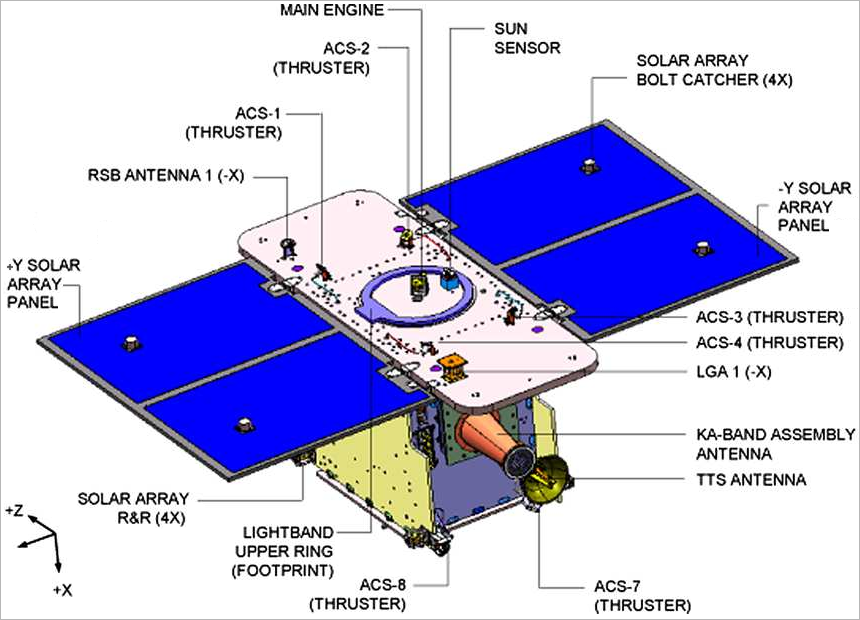 MAIN ENGINE
SUN
SENSOR
ACS-2
(THRUSTER)
SOLAR ARRAY
BOLT CATCHER (4X)
ACS-1
(THRUSTER)
RSB ANTENNA 1 (-X)
-Y SOLAR
ARRAY
PANEL
+Y SOLAR
ARRAY
PANEL
ACS-3 (THRUSTER)
ACS-4 (THRUSTER)
LGA 1 (-X)
KA-BAND ASSEMBLY
ANTENNA
TTS ANTENNA
SOLAR ARRAY
R&R (4X)
+Z
LIGHTBAND
UPPER RING
(FOOTPRINT)
+X
ACS-8
(THRUSTER)
ACS-7
(THRUSTER)